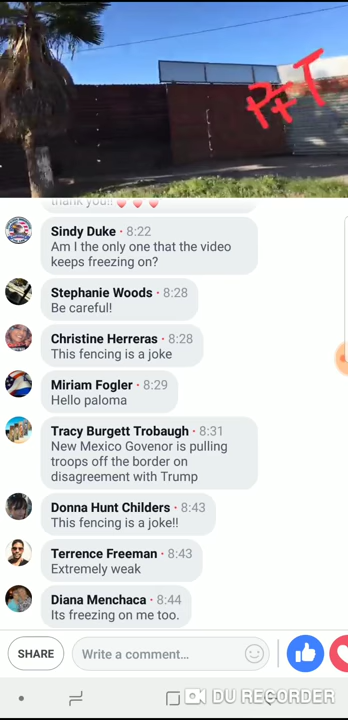 PFT
thank you!!
Sindy Duke · 8:22
Am I the only one that the video
keeps freezing on?
Stephanie Woods · 8:28
Be careful!
Christine Herreras · 8:28
This fencing is a joke
Miriam Fogler · 8:29
Hello paloma
Tracy Burgett Trobaugh · 8:31
New Mexico Govenor is pulling
troops off the border on
disagreement with Trump
Donna Hunt Childers · 8:43
This fencing is a joke!!
Terrence Freeman · 8:43
Extremely weak
Diana Menchaca · 8:44
Its freezing on me too.
SHARE
Write a comment...
DU RECORDER